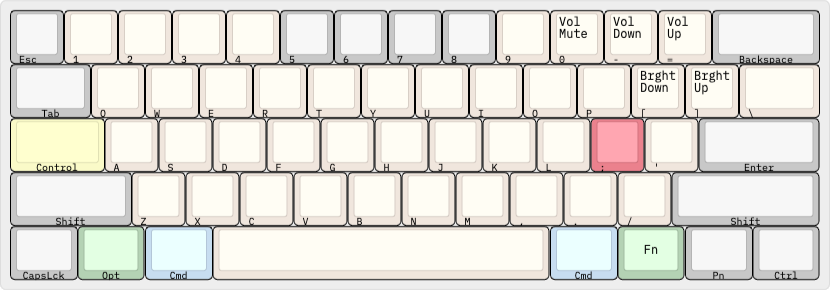 Vol Mute Vol Down Vol Up
Esc 1 2 3 4 5 6 7 8 9 0 - = Backspace
Brght Down Brght Up
Tab Q W E R T Y U I O P [ ] \
Control A S D F G H J K L ; ' Enter
Shift Z X C V B N M , . / Shift
Fn
CapsLck Opt Cmd Cmd Pn Ctrl